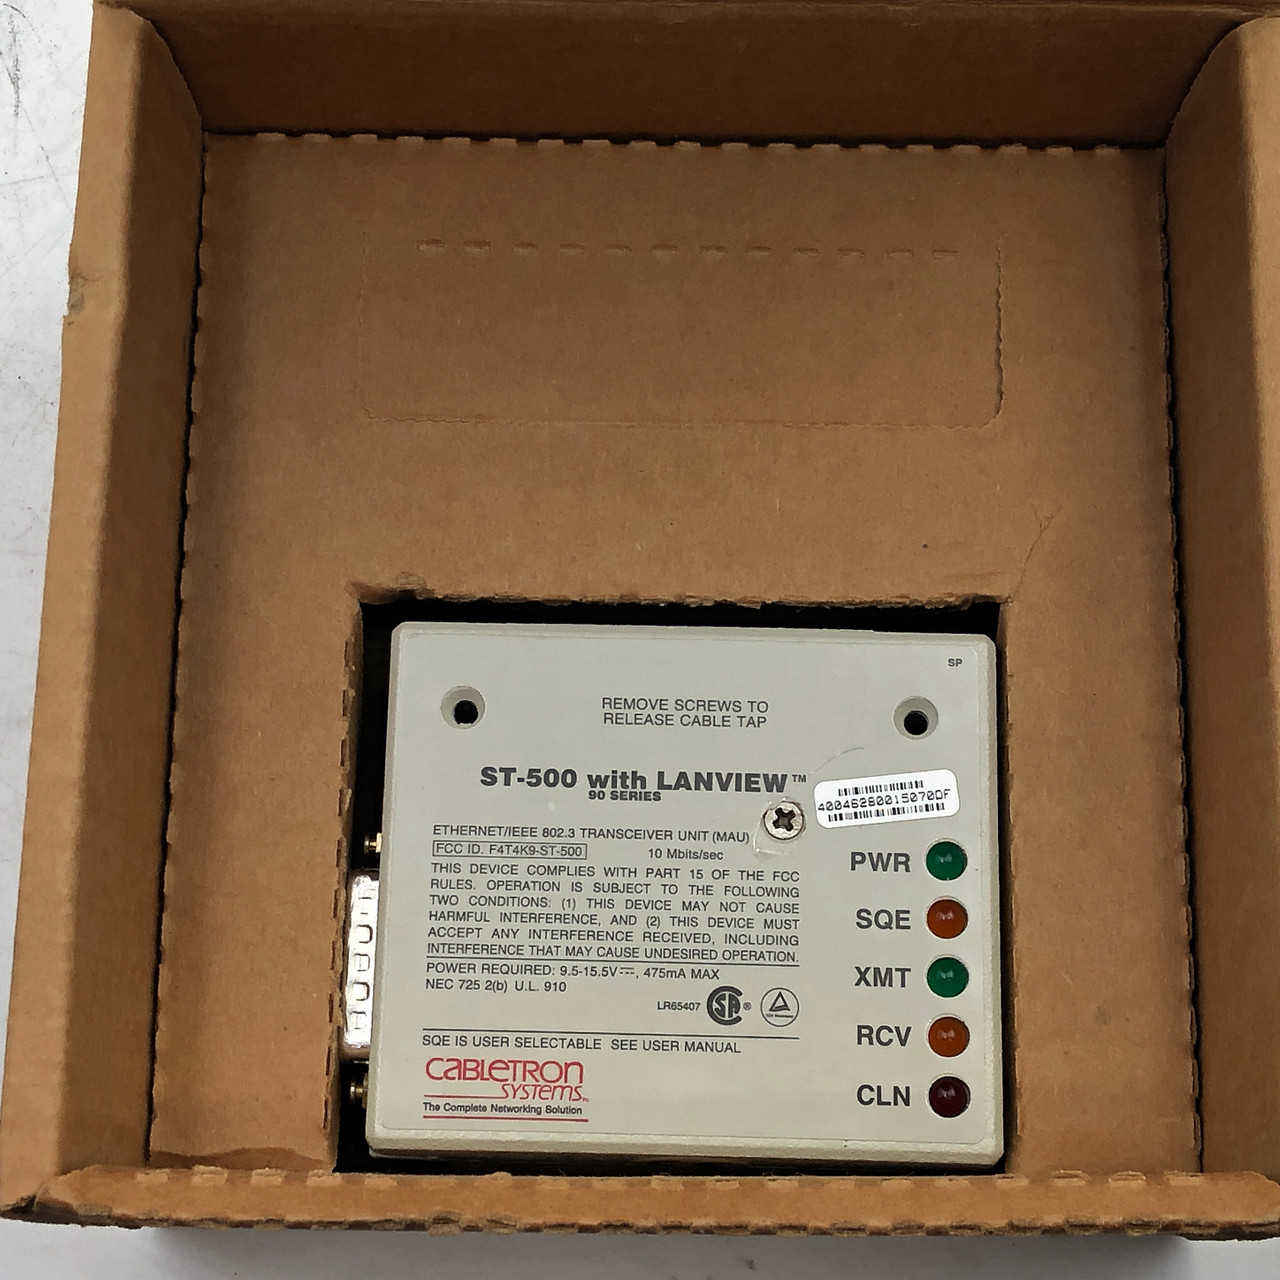 SP
REMOVE SCREWS TO
RELEASE CABLE TAP
ST-500 with LANVIEW™
90 SERIES
400462800150700F
ETHERNET/IEEE 802.3 TRANSCEIVER UNIT (MAU)
FCC ID. F4T4K9-ST-500
10 Mbits/sec
THIS DEVICE COMPLIES WITH PART 15 OF THE FCC
RULES. OPERATION IS SUBJECT TO THE FOLLOWING
TWO CONDITIONS: (1) THIS DEVICE MAY NOT CAUSE
HARMFUL INTERFERENCE, AND (2) THIS DEVICE MUST
ACCEPT ANY INTERFERENCE RECEIVED, INCLUDING
INTERFERENCE THAT MAY CAUSE UNDESIRED OPERATION.
POWER REQUIRED: 9.5-15.5V⎓, 475mA MAX
NEC 725 2(b) U.L. 910
LR65407 SA ®
SQE IS USER SELECTABLE SEE USER MANUAL
CABLETRON
SYSTEMS
The Complete Networking Solution
PWR
SQE
XMT
RCV
CLN